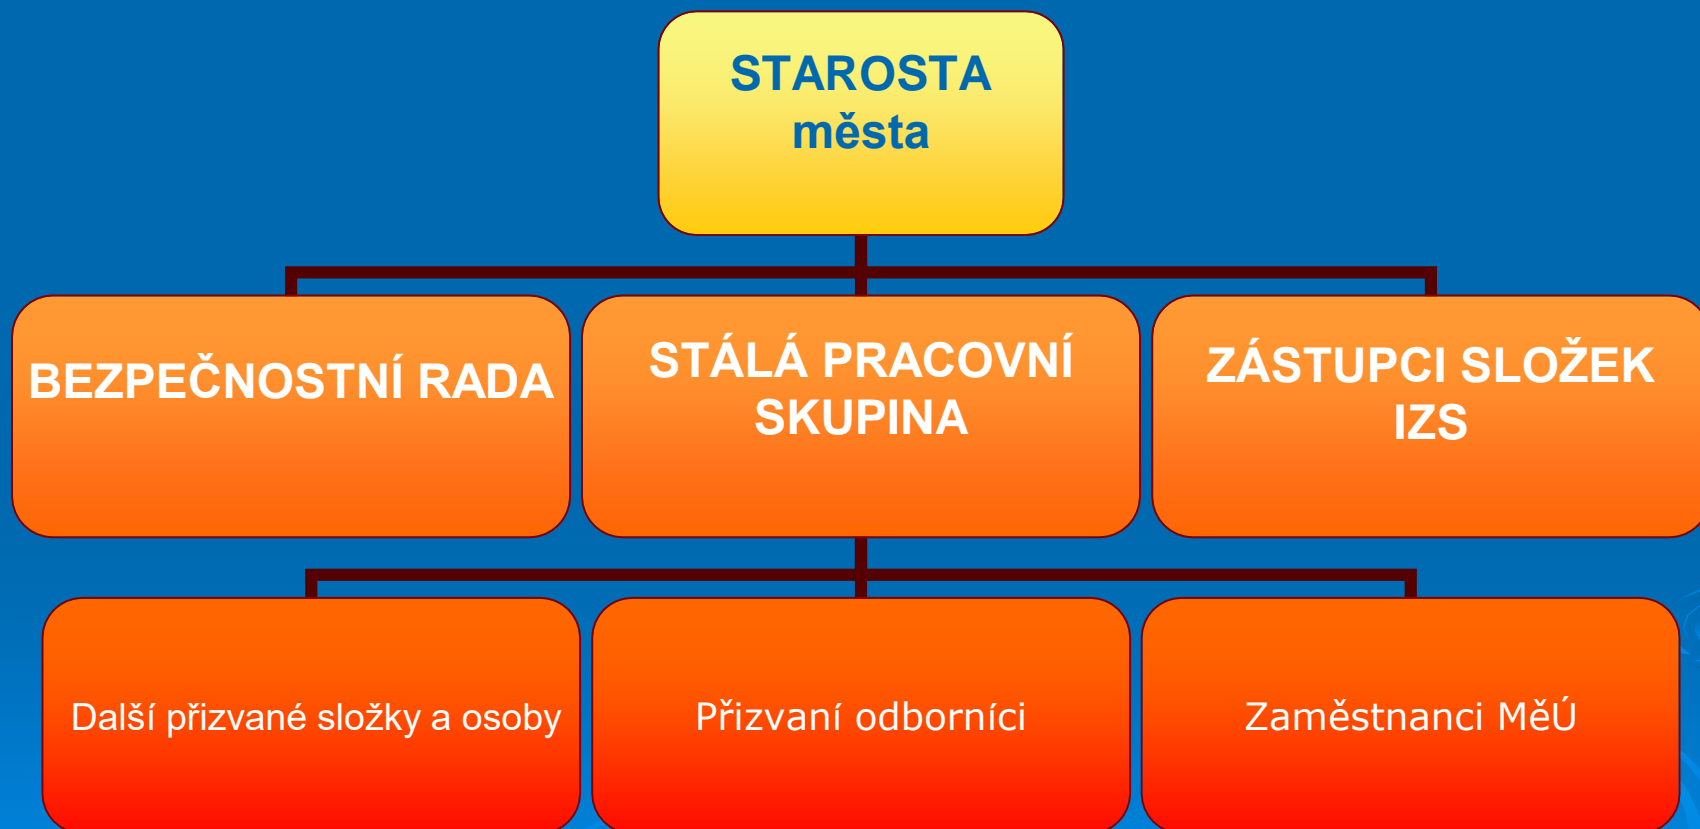 STAROSTA
města
BEZPEČNOSTNÍ RADA
STÁLÁ PRACOVNÍ
SKUPINA
ZÁSTUPCI SLOŽEK
IZS
Další přizvané složky a osoby
Přizvaní odborníci
Zaměstnanci MěÚ